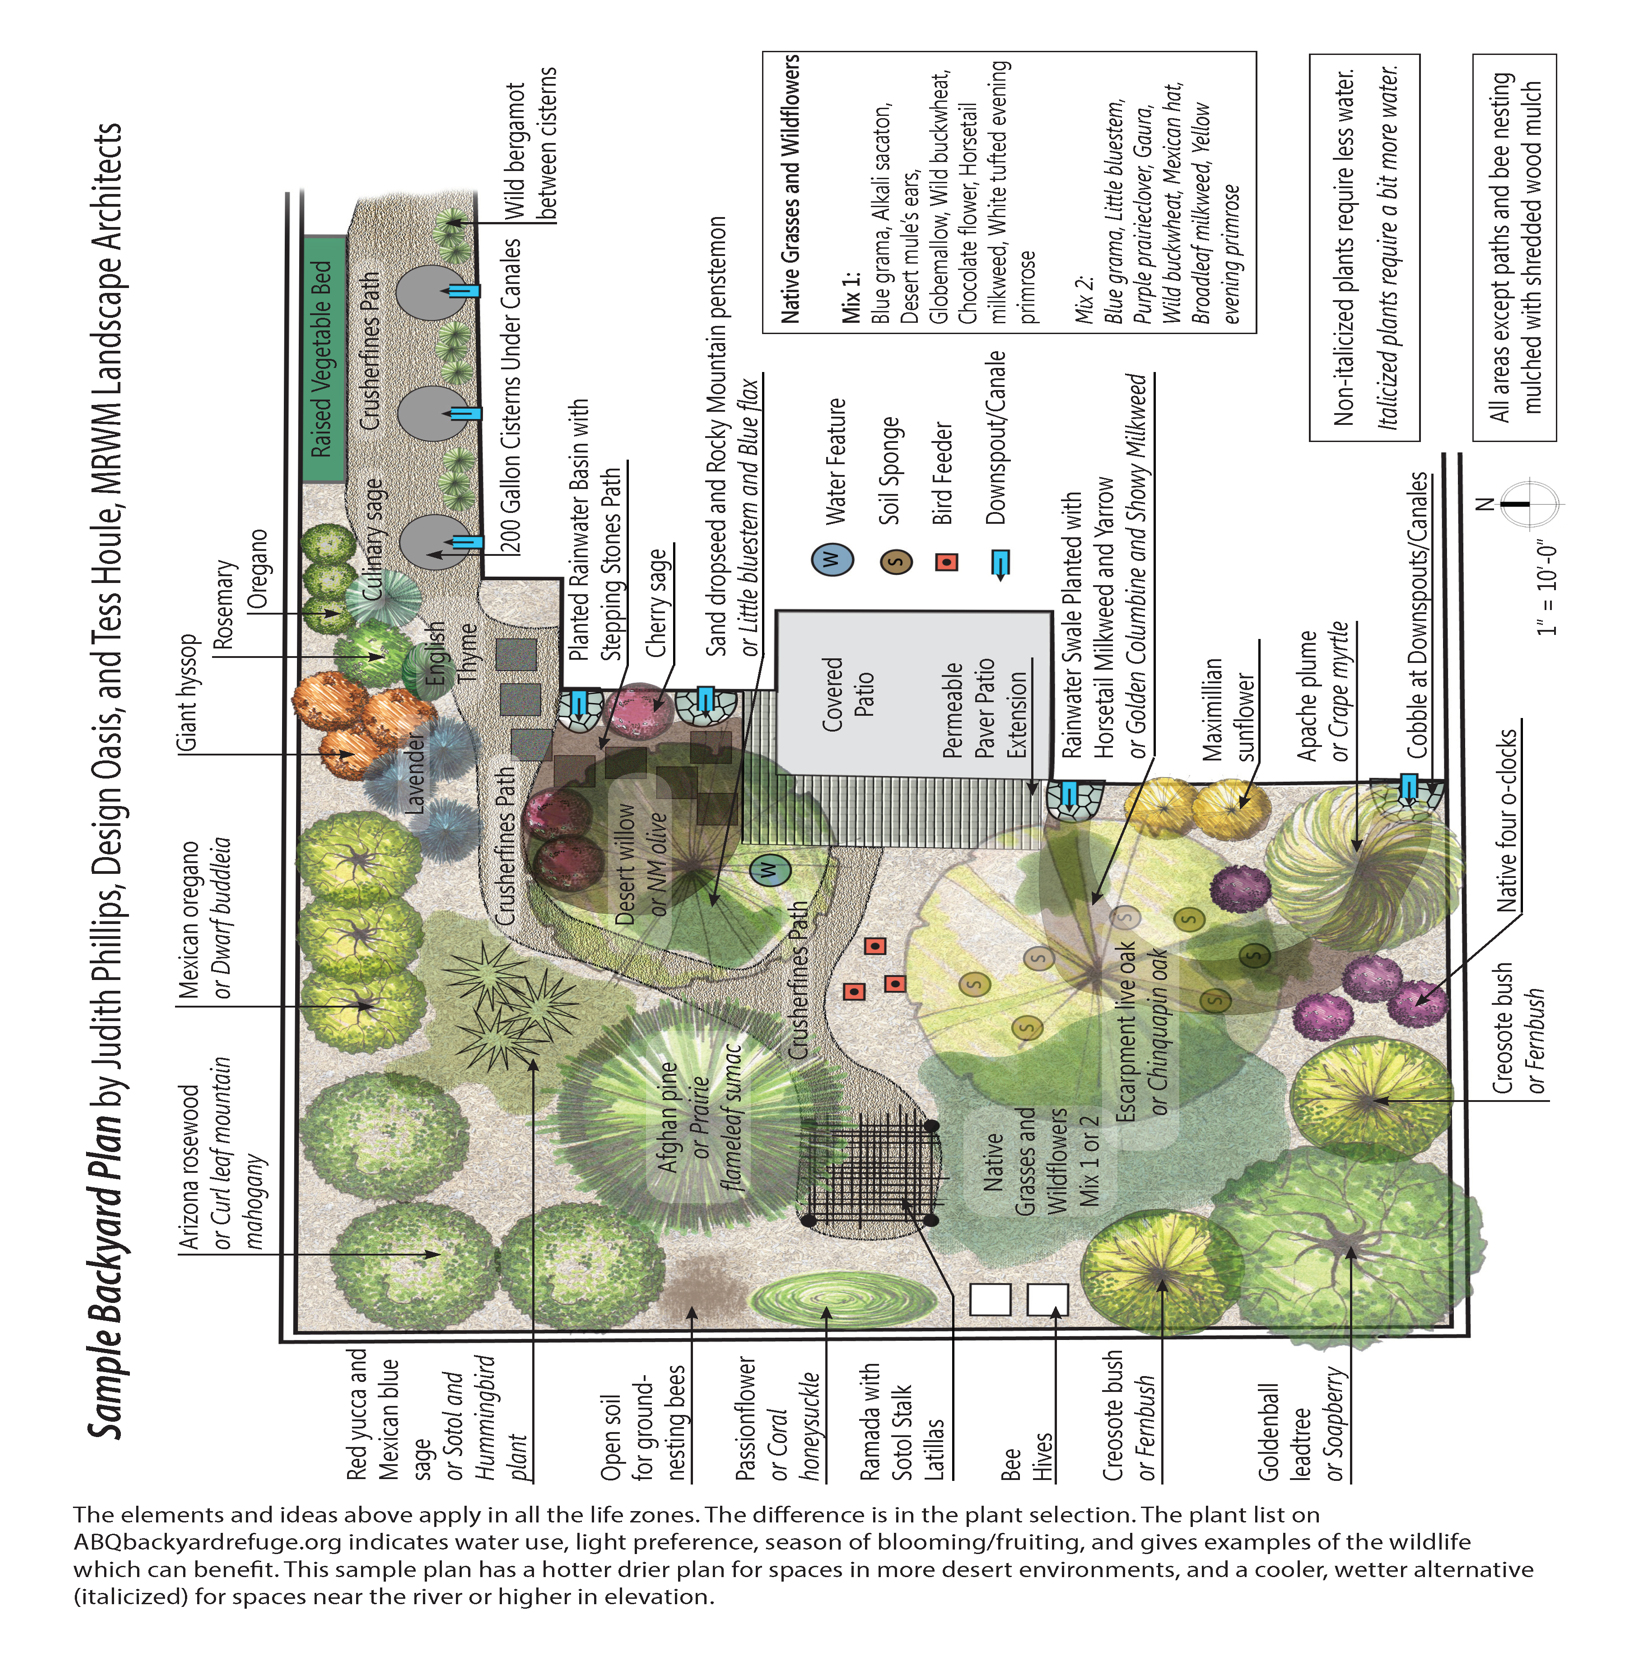 Sample Backyard Plan by Judith Phillips, Design Oasis, and Tess Houle, MRWM Landscape Architects
Arizona rosewood
or Curl leaf mountain
mahogany
Mexican oregano
or Dwarf buddleia
Giant hyssop
Rosemary
Oregano
Raised Vegetable Bed
Crusherfines Path
Culinary sage
English
Thyme
Lavender
Wild bergamot
between cisterns
200 Gallon Cisterns Under Canales
Crusherfines Path
Planted Rainwater Basin with
Stepping Stones Path
Cherry sage
Sand dropseed and Rocky Mountain penstemon
or Little bluestem and Blue flax
Desert willow
or NM olive
W
Crusherfines Path
Afghan pine
or Prairie
flameleaf sumac
Covered
Patio
Permeable
Paver Patio
Extension
Rainwater Swale Planted with
Horsetail Milkweed and Yarrow
or Golden Columbine and Showy Milkweed
Maximillian
sunflower
Apache plume
or Crape myrtle
Cobble at Downspouts/Canales
Native four o-clocks
Creosote bush
or Fernbush
Escarpment live oak
or Chinquapin oak
S
S
S
S
S
S
S
Native
Grasses and
Wildflowers
Mix 1 or 2
Red yucca and
Mexican blue
sage
or Sotol and
Hummingbird
plant
Open soil
for ground-
nesting bees
Passionflower
or Coral
honeysuckle
Ramada with
Sotol Stalk
Latillas
Bee
Hives
Creosote bush
or Fernbush
Goldenball
leadtree
or Soapberry
Native Grasses and Wildflowers
Mix 1:
Blue grama, Alkali sacaton,
Desert mule's ears,
Globemallow, Wild buckwheat,
Chocolate flower, Horsetail
milkweed, White tufted evening
primrose
Mix 2:
Blue grama, Little bluestem,
Purple prairieclover, Gaura,
Wild buckwheat, Mexican hat,
Broadleaf milkweed, Yellow
evening primrose
W Water Feature
S Soil Sponge
Bird Feeder
Downspout/Canale
Non-italicized plants require less water.
Italicized plants require a bit more water.
All areas except paths and bee nesting
mulched with shredded wood mulch
N
1" = 10'-0"
The elements and ideas above apply in all the life zones. The difference is in the plant selection. The plant list on
ABQbackyardrefuge.org indicates water use, light preference, season of blooming/fruiting, and gives examples of the wildlife
which can benefit. This sample plan has a hotter drier plan for spaces in more desert environments, and a cooler, wetter alternative
(italicized) for spaces near the river or higher in elevation.